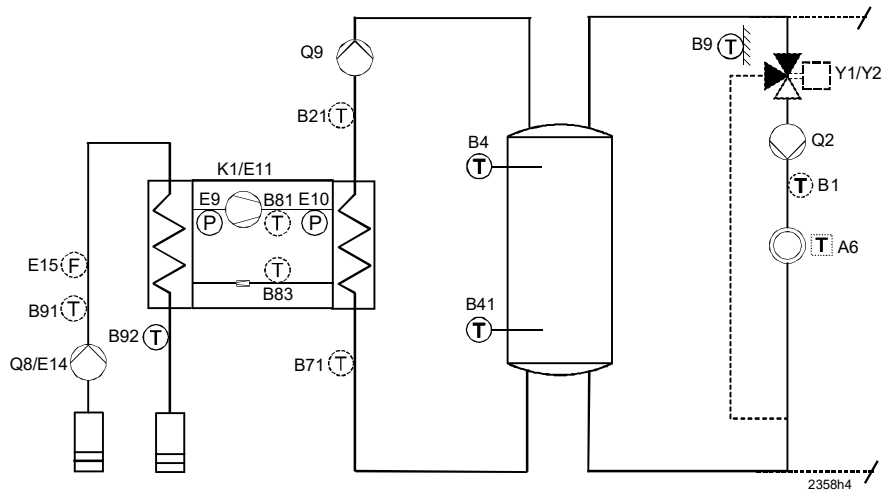 B9 T
Y1/Y2
Q9
B21 T
B4
T
Q2
K1/E11
T B1
E9 B81 E10
P T P
T A6
E15 F
T
B83
B91 T
B41
T
B92 T
Q8/E14
B71 T
2358h4